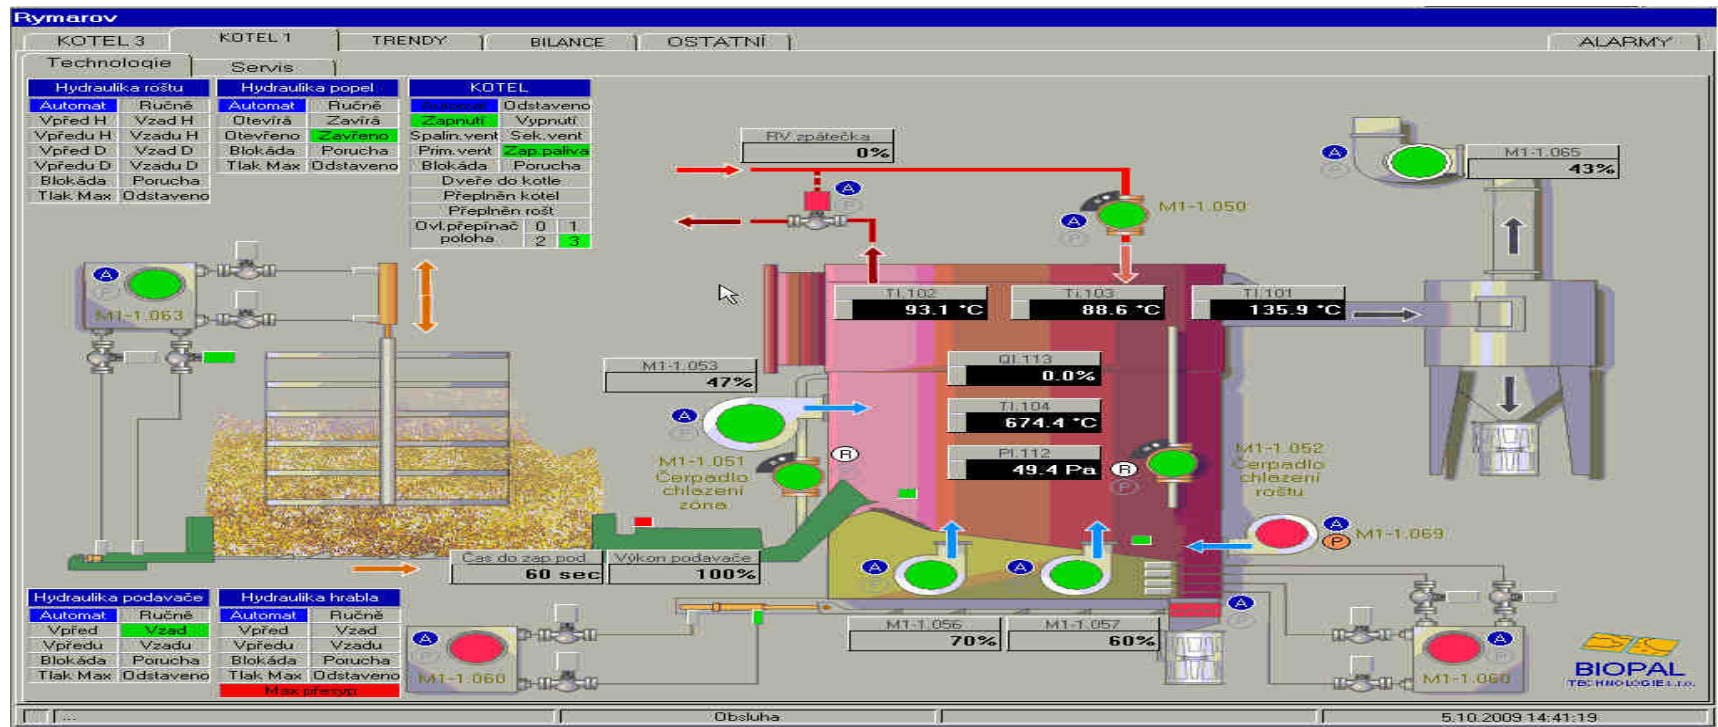 Rymarov
KOTEL 3 KOTEL 1 TRENDY BILANCE OSTATNÍ ALARMY
Technologie Servis
Hydraulika roštu Hydraulika popel KOTEL
Automat Ručně Automat Ručně Automat Odstaveno
Vpřed H Vzad H Otevírá Zavírá Zapnutí Vypnutí
Vpředu H Vzadu H Otevřeno Zavřeno Spalin.vent Sek.vent
Vpřed D Vzad D Blokáda Porucha Prim.vent Zap.paliva
Vpředu D Vzadu D Tlak Max Odstaveno Blokáda Porucha
Blokáda Porucha Dveře do kotle
Tlak Max Odstaveno Přeplněn kotel
Přeplněn rošt
Ovl.přepínač 0 1
poloha 2 3
RV zpátečka
0%
A P
M1-1.065
43%
A P
A P M1-1.050
A P
M1-1.063
TI.102 TI.103 TI.101
93.1 °C 88.6 °C 135.9 °C
M1-1.053
47%
QI.113
0.0%
TI.104
674.4 °C
PI.112
49.4 Pa
A P
M1-1.051
Čerpadlo
chlazení
zóna
R
R P
M1-1.052
Čerpadlo
chlazení
roštu
A P M1-1.069
Čas do zap.pod. Výkon podavače
60 sec 100%
A A
Hydraulika podavače Hydraulika hrabla
Automat Ručně Automat Ručně
Vpřed Vzad Vpřed Vzad
Vpředu Vzadu Vpředu Vzadu
Blokáda Porucha Blokáda Porucha
Tlak Max Odstaveno Tlak Max Odstaveno
Max přesyp
A P
M1-1.060
M1-1.056 M1-1.057
70% 60%
A P
A P
M1-1.060
BIOPAL
TECHNOLOGIE s.r.o.
... Obsluha 5.10.2009 14:41:19